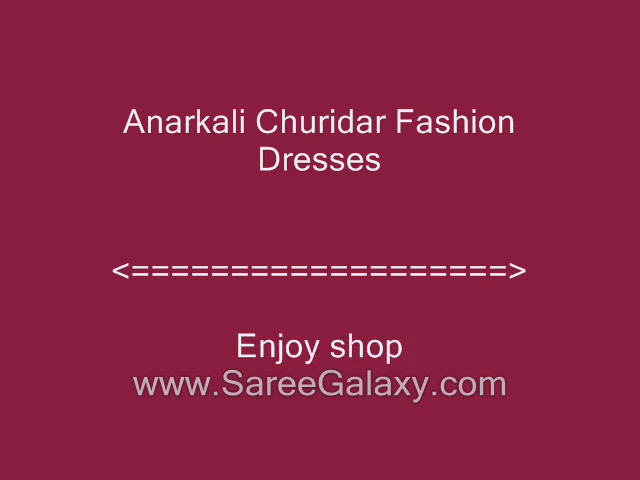 Anarkali Churidar Fashion
Dresses
<===================>
Enjoy shop
www.SareeGalaxy.com